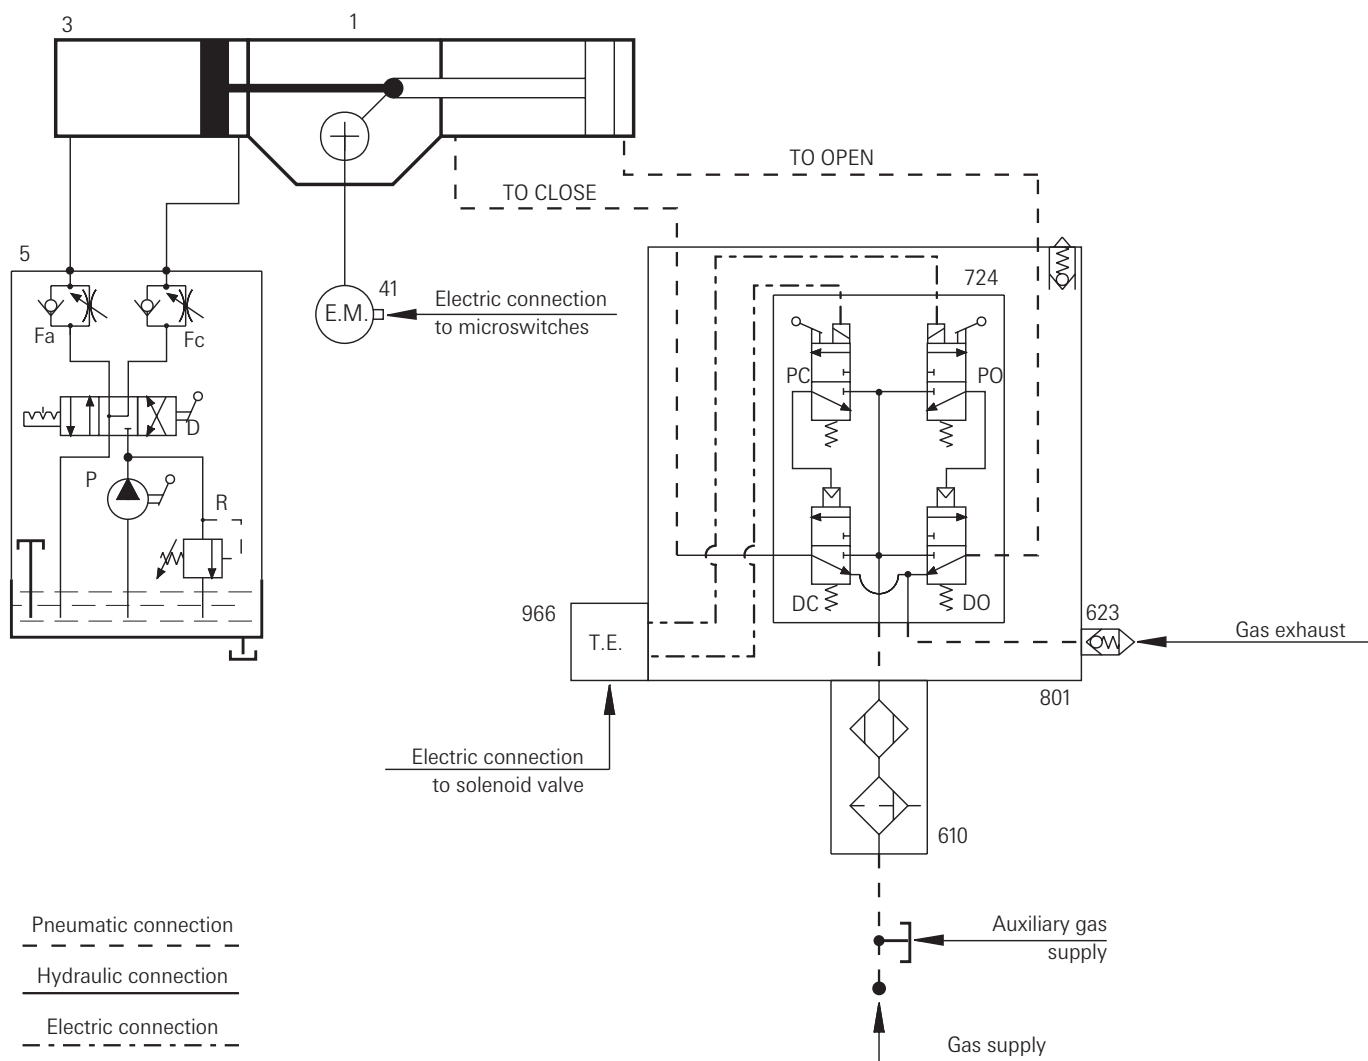 3
1
TO OPEN
TO CLOSE
5
724
41
E.M.
Electric connection
to microswitches
Fa
Fc
PC
PO
D
P
R
DC
DO
966
T.E.
623
Gas exhaust
801
Electric connection
to solenoid valve
610
Pneumatic connection
Auxiliary gas
supply
Hydraulic connection
Electric connection
Gas supply